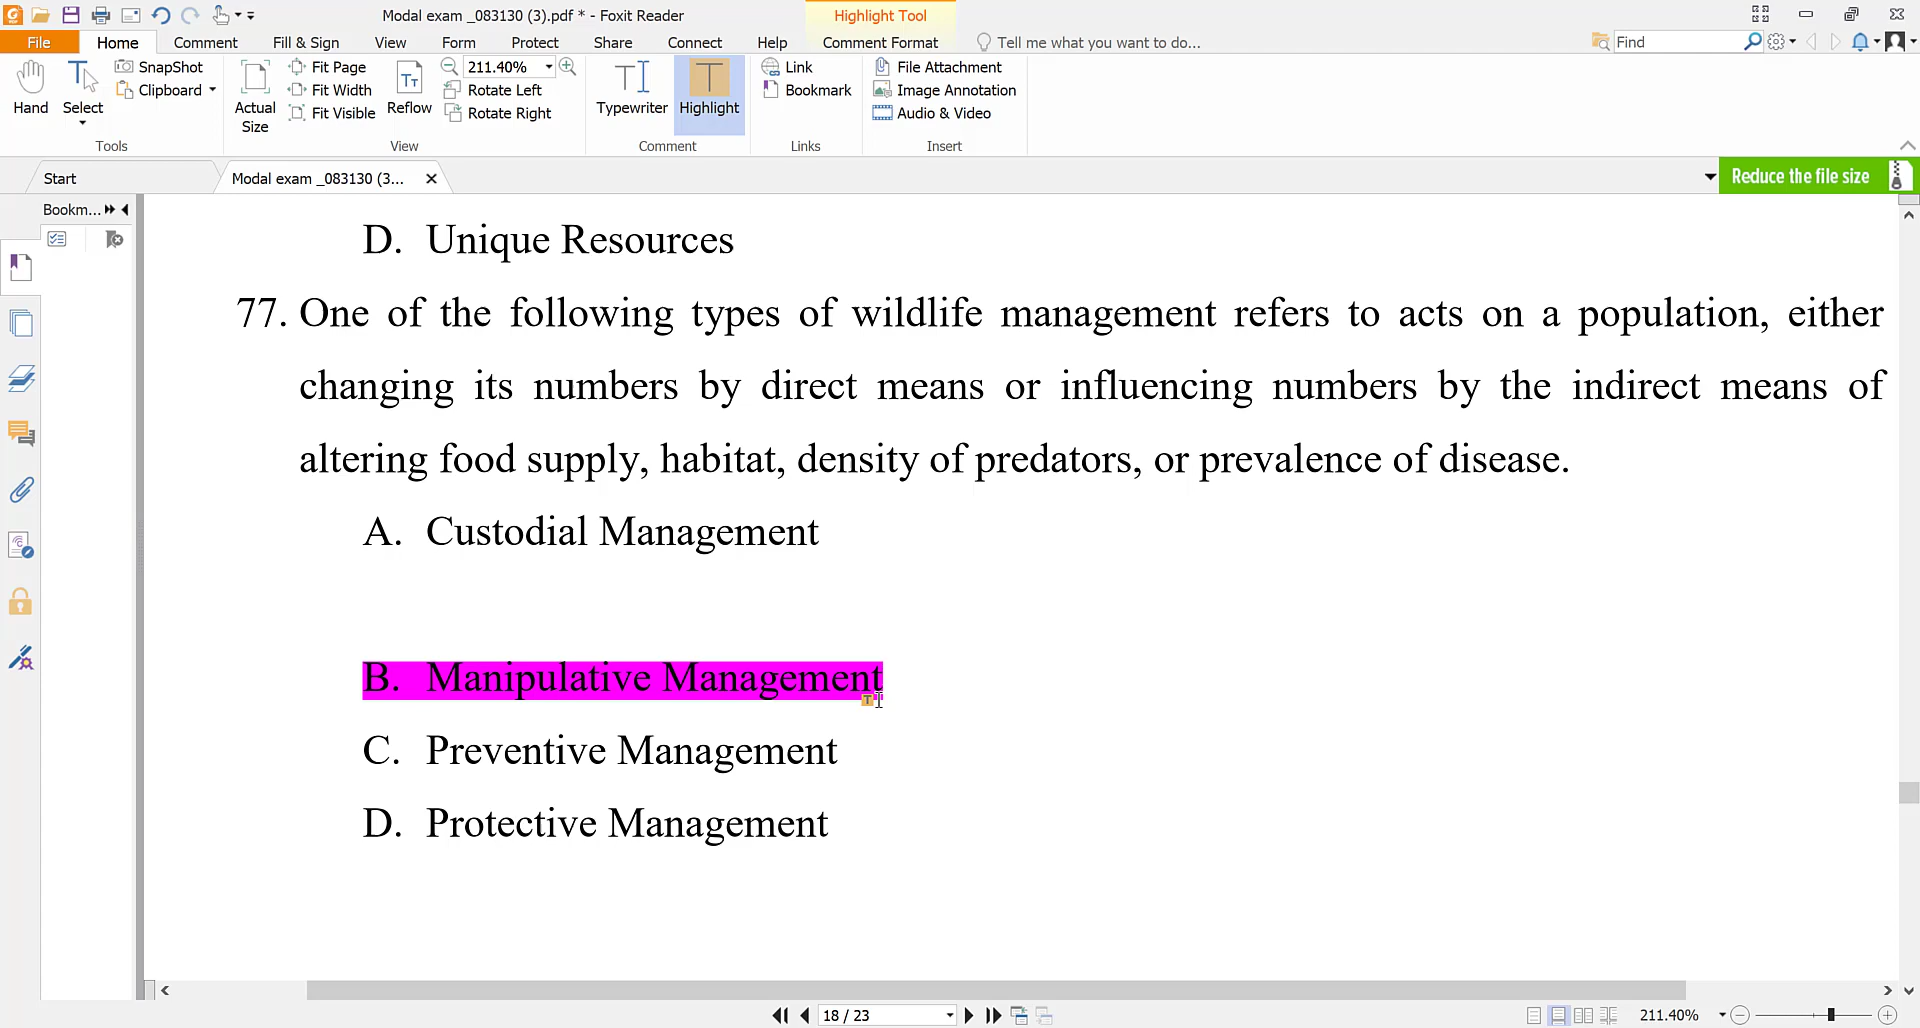 Modal exam _083130 (3).pdf * - Foxit Reader
Highlight Tool
File
Home
Comment
Fill & Sign
View
Form
Protect
Share
Connect
Help
Comment Format
Tell me what you want to do...
Find
Hand
Select
SnapShot
Clipboard
Tools
Actual
Size
Fit Page
Fit Width
Fit Visible
Reflow
211.40%
Rotate Left
Rotate Right
View
Typewriter
Highlight
Comment
Link
Bookmark
Links
File Attachment
Image Annotation
Audio & Video
Insert
Start
Modal exam _083130 (3...
Reduce the file size
Bookm...
D. Unique Resources
77. One of the following types of wildlife management refers to acts on a population, either
changing its numbers by direct means or influencing numbers by the indirect means of
altering food supply, habitat, density of predators, or prevalence of disease.
A. Custodial Management
B. Manipulative Management
C. Preventive Management
D. Protective Management
18 / 23
211.40%